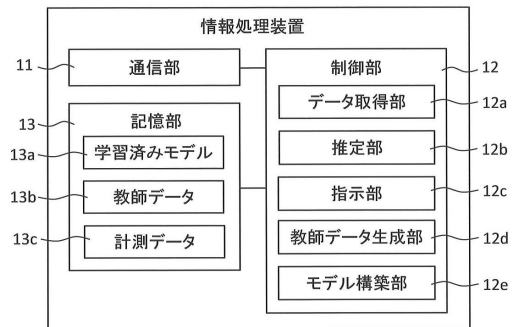 情報処理装置
11
通信部
13
記憶部
13a
学習済みモデル
13b
教師データ
13c
計測データ
制御部
12
データ取得部
12a
推定部
12b
指示部
12c
教師データ生成部
12d
モデル構築部
12e